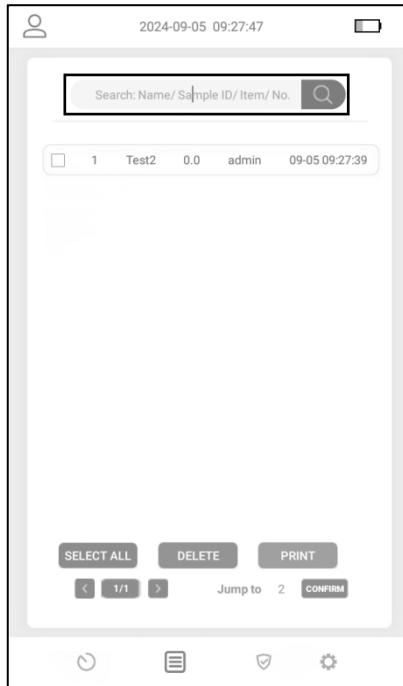 2024-09-05 09:27:47
Search: Name/ Sample ID/ Item/ No.
1 Test2 0.0 admin 09-05 09:27:39
SELECT ALL DELETE PRINT
< 1/1 > Jump to 2 CONFIRM